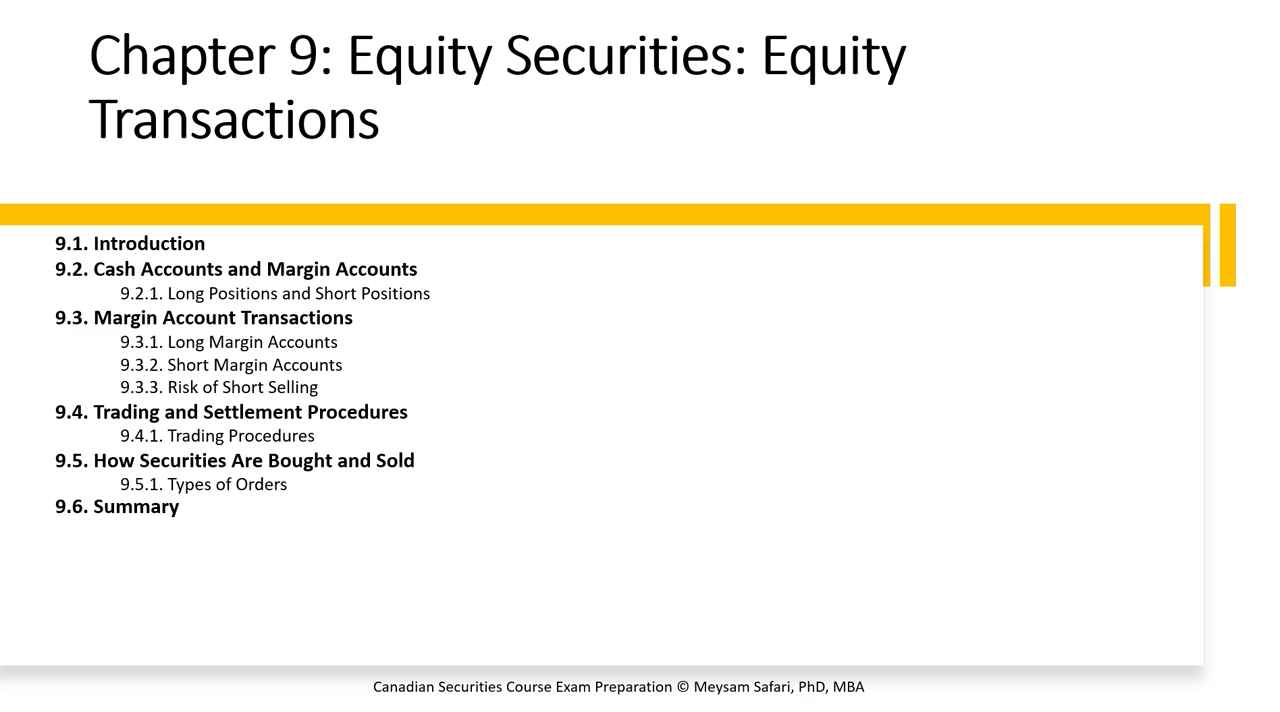 Chapter 9: Equity Securities: Equity
Transactions
9.1. Introduction
9.2. Cash Accounts and Margin Accounts
9.2.1. Long Positions and Short Positions
9.3. Margin Account Transactions
9.3.1. Long Margin Accounts
9.3.2. Short Margin Accounts
9.3.3. Risk of Short Selling
9.4. Trading and Settlement Procedures
9.4.1. Trading Procedures
9.5. How Securities Are Bought and Sold
9.5.1. Types of Orders
9.6. Summary
Canadian Securities Course Exam Preparation © Meysam Safari, PhD, MBA